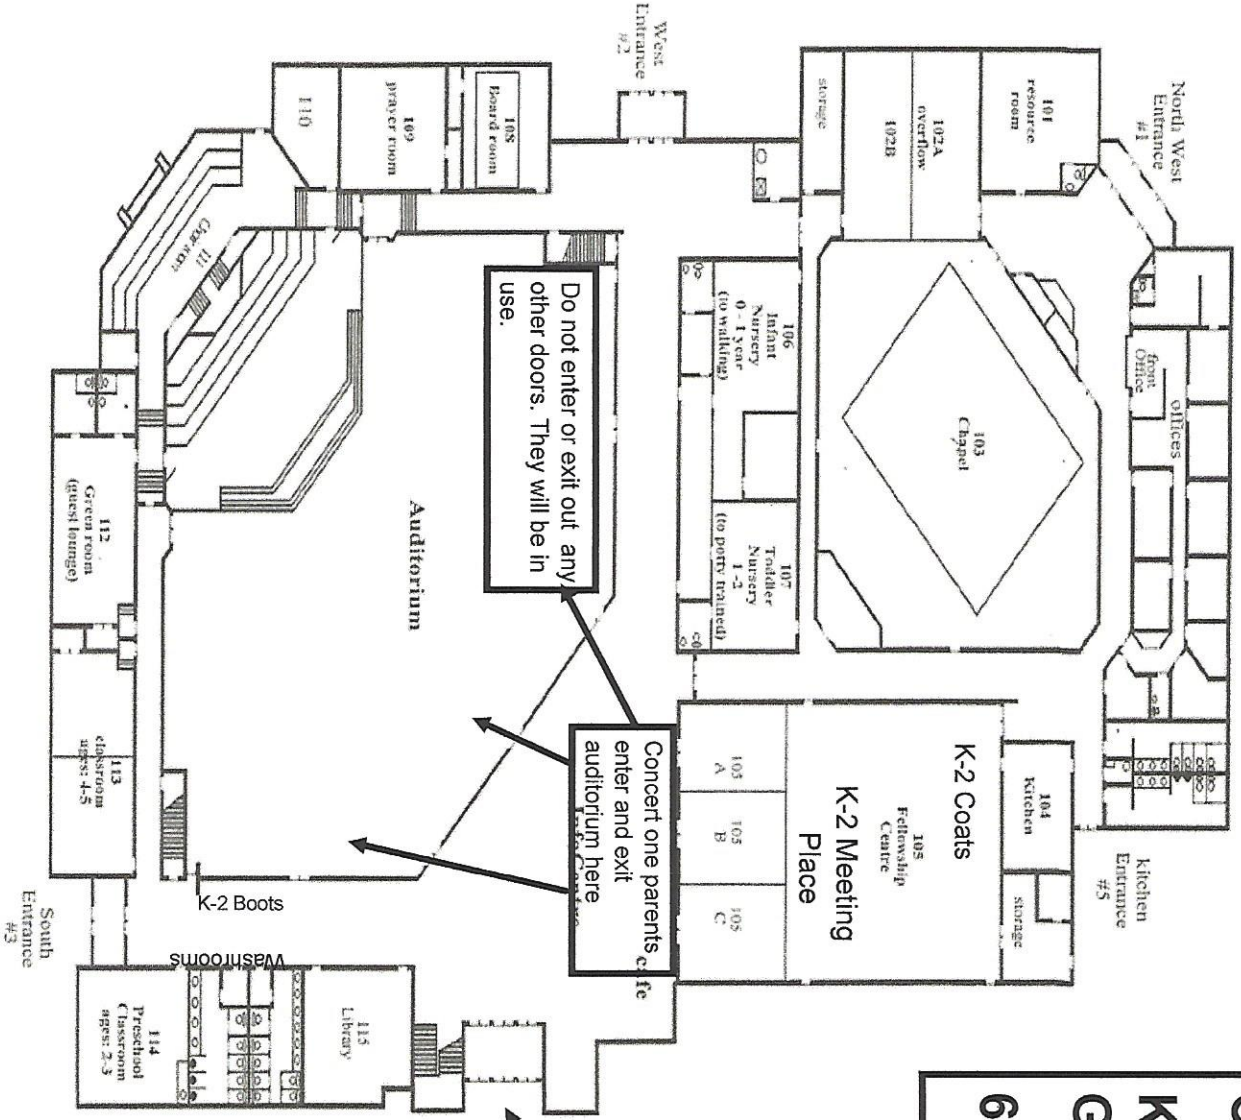 North West
Entrance
#1
West
Entrance
#2
101
resource
room
102A
overflow
102B
storage
front
Office
offices
103
Chapel
108
Board room
109
prayer room
110
111
106
Infant
Nursery
0 - 1 year
(to walking)
107
Toddler
Nursery
1 -2
(to potty trained)
Do not enter or exit out any
other doors. They will be in
use.
Auditorium
Concert one parents
enter and exit
auditorium here
K-2 Coats
104
Kitchen
storage
kitchen
Entrance
#5
105
Fellowship
Centre
K-2 Meeting
Place
105
A
105
B
105
C
112
Green room
(guest lounge)
113
classroom
ages: 4-5
K-2 Boots
South
Entrance
#3
Washrooms
114
Preschool
Classroom
ages: 2-3
115
Library
K
G
6